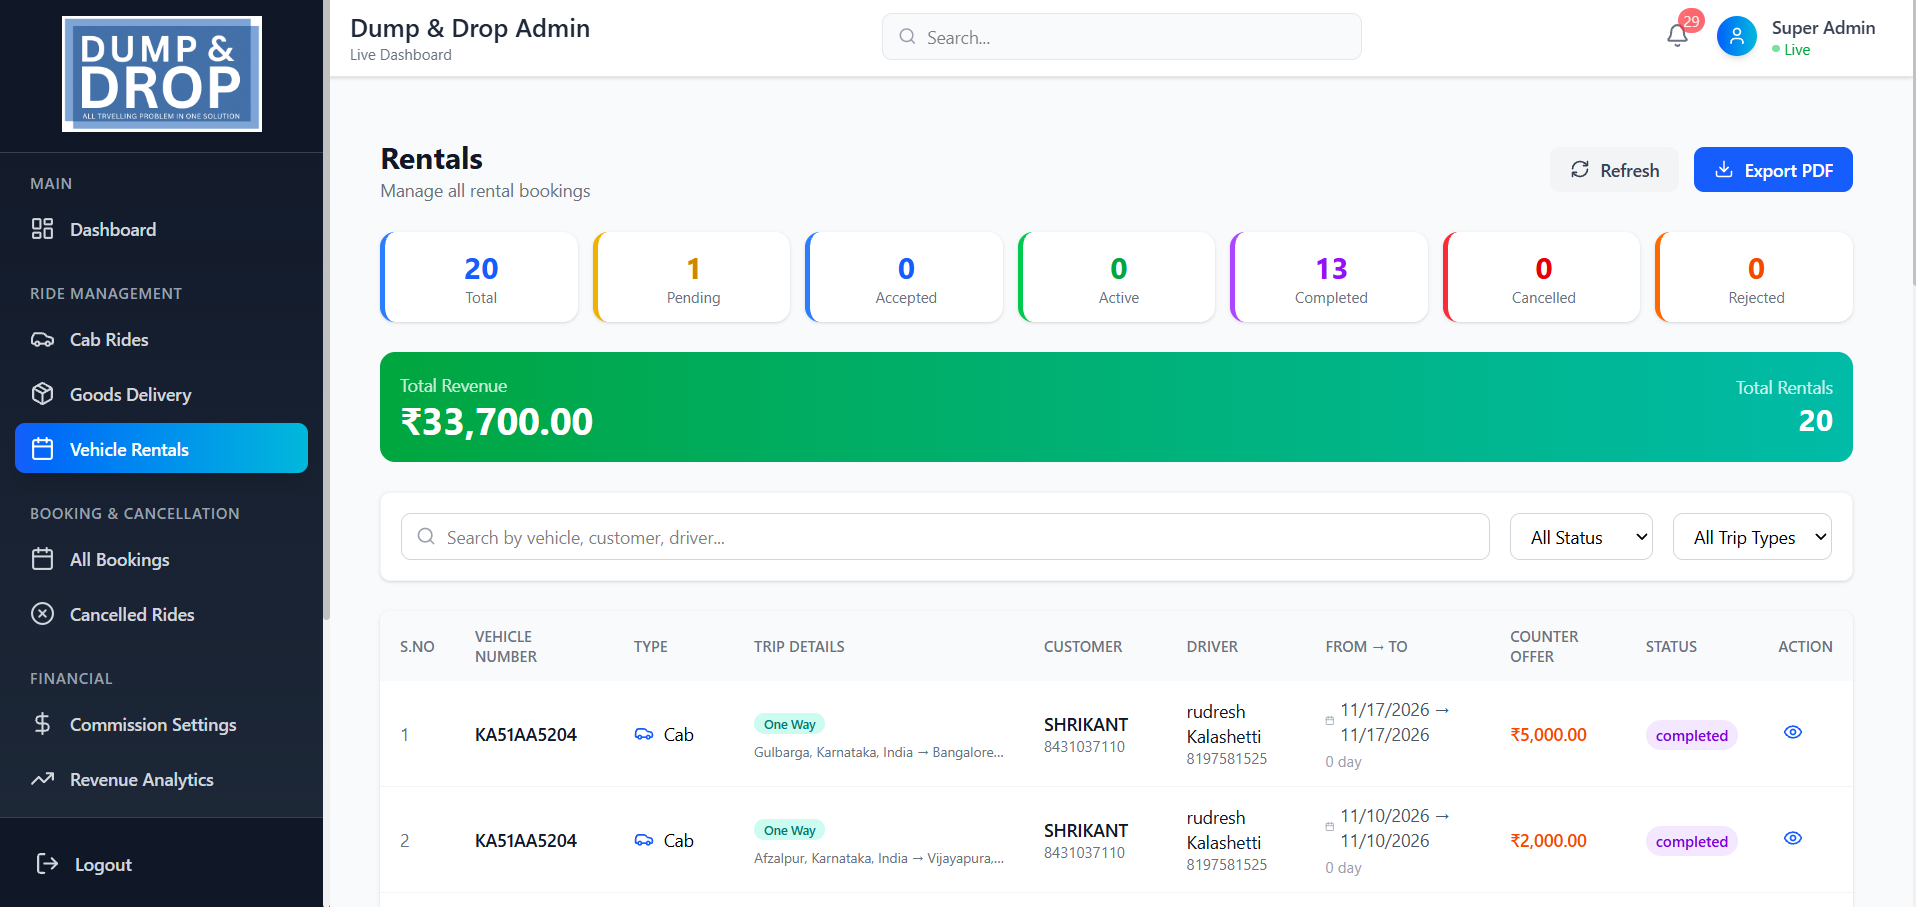 DUMP &
DROP
ALL TRVELLING PROBLEM IN ONE SOLUTION
MAIN
Dashboard
RIDE MANAGEMENT
Cab Rides
Goods Delivery
Vehicle Rentals
BOOKING & CANCELLATION
All Bookings
Cancelled Rides
FINANCIAL
Commission Settings
Revenue Analytics
Logout
Dump & Drop Admin
Live Dashboard
Search...
29
Super Admin
Live
Rentals
Manage all rental bookings
Refresh
Export PDF
20
Total
1
Pending
0
Accepted
0
Active
13
Completed
0
Cancelled
0
Rejected
Total Revenue
₹33,700.00
Total Rentals
20
Search by vehicle, customer, driver...
All Status
All Trip Types
S.NO
VEHICLE
NUMBER
TYPE
TRIP DETAILS
CUSTOMER
DRIVER
FROM → TO
COUNTER
OFFER
STATUS
ACTION
1
KA51AA5204
Cab
One Way
Gulbarga, Karnataka, India → Bangalore...
SHRIKANT
8431037110
rudresh
Kalashetti
8197581525
11/17/2026 →
11/17/2026
0 day
₹5,000.00
completed
2
KA51AA5204
Cab
One Way
Afzalpur, Karnataka, India → Vijayapura,...
SHRIKANT
8431037110
rudresh
Kalashetti
8197581525
11/10/2026 →
11/10/2026
0 day
₹2,000.00
completed